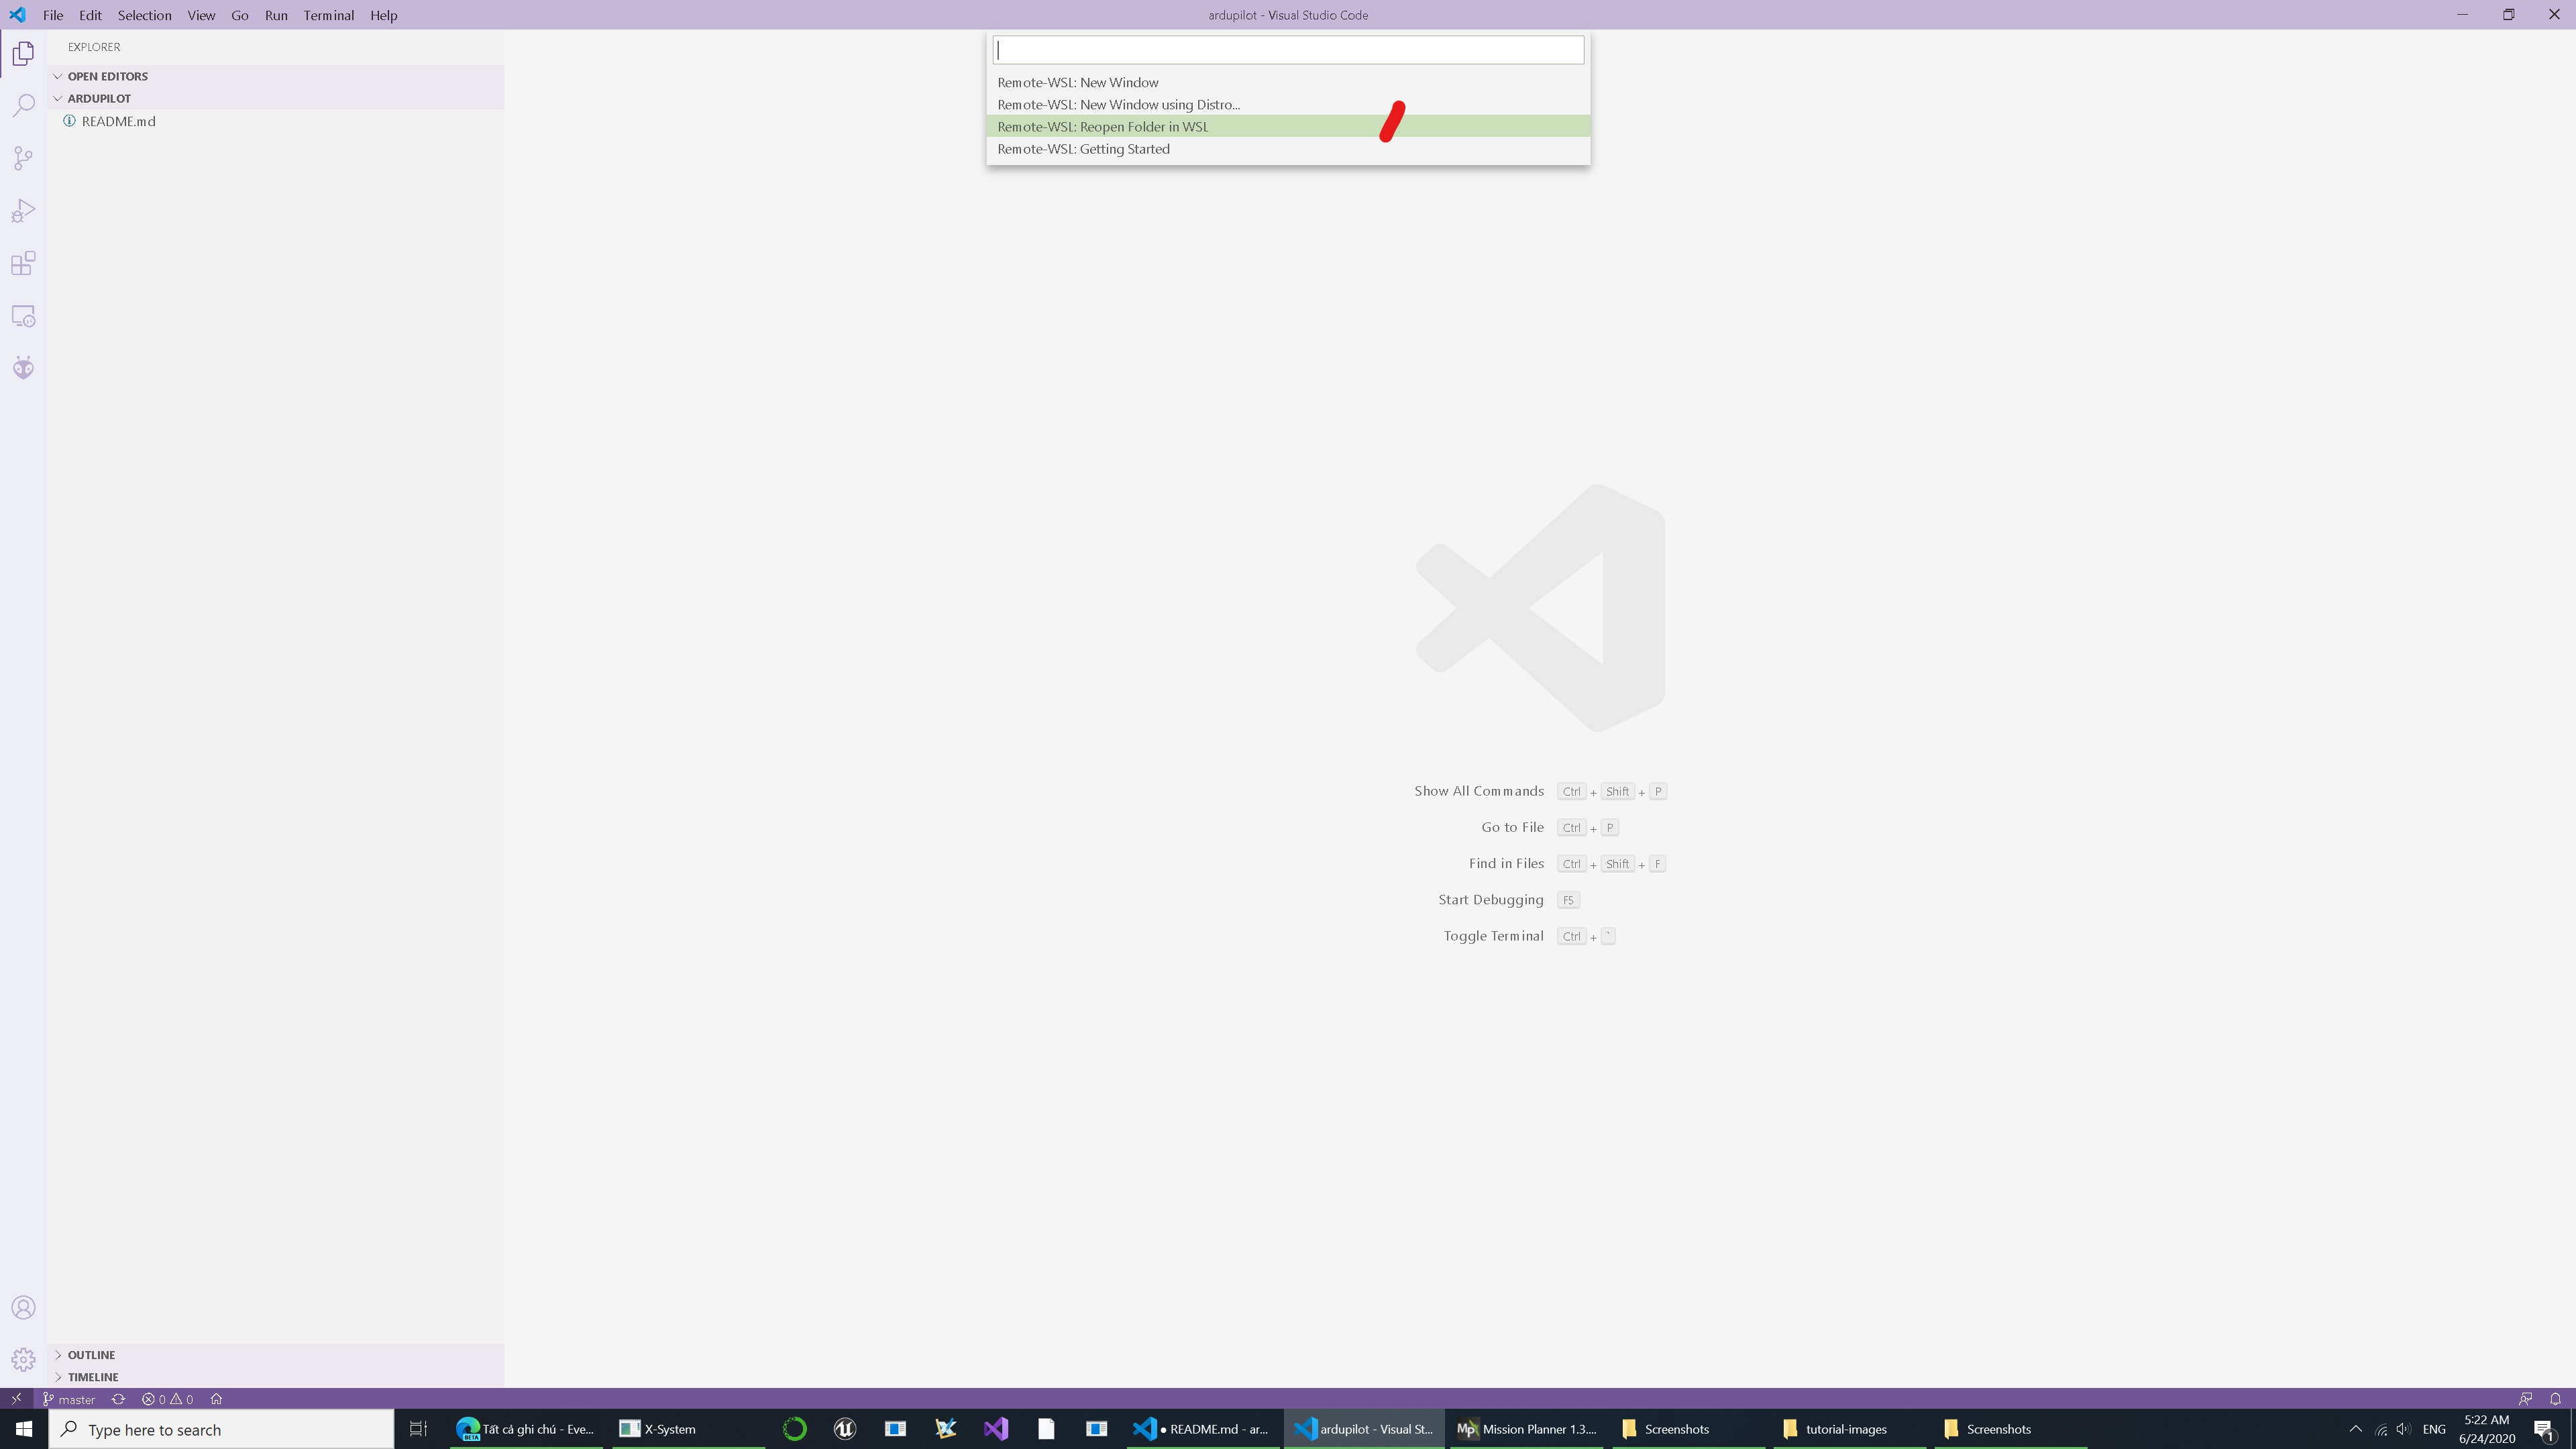 File Edit Selection View Go Run Terminal Help
ardupilot - Visual Studio Code
EXPLORER
OPEN EDITORS
ARDUPILOT
README.md
Remote-WSL: New Window
Remote-WSL: New Window using Distro...
Remote-WSL: Reopen Folder in WSL
Remote-WSL: Getting Started
Show All Commands Ctrl + Shift + P
Go to File Ctrl + P
Find in Files Ctrl + Shift + F
Start Debugging F5
Toggle Terminal Ctrl + `
OUTLINE
TIMELINE
master 0 0
Type here to search
BETA
Tất cả ghi chú - Eve...
X-System
● README.md - ar...
ardupilot - Visual St...
Mp
Mission Planner 1.3....
Screenshots
tutorial-images
Screenshots
ENG
5:22 AM
6/24/2020
1